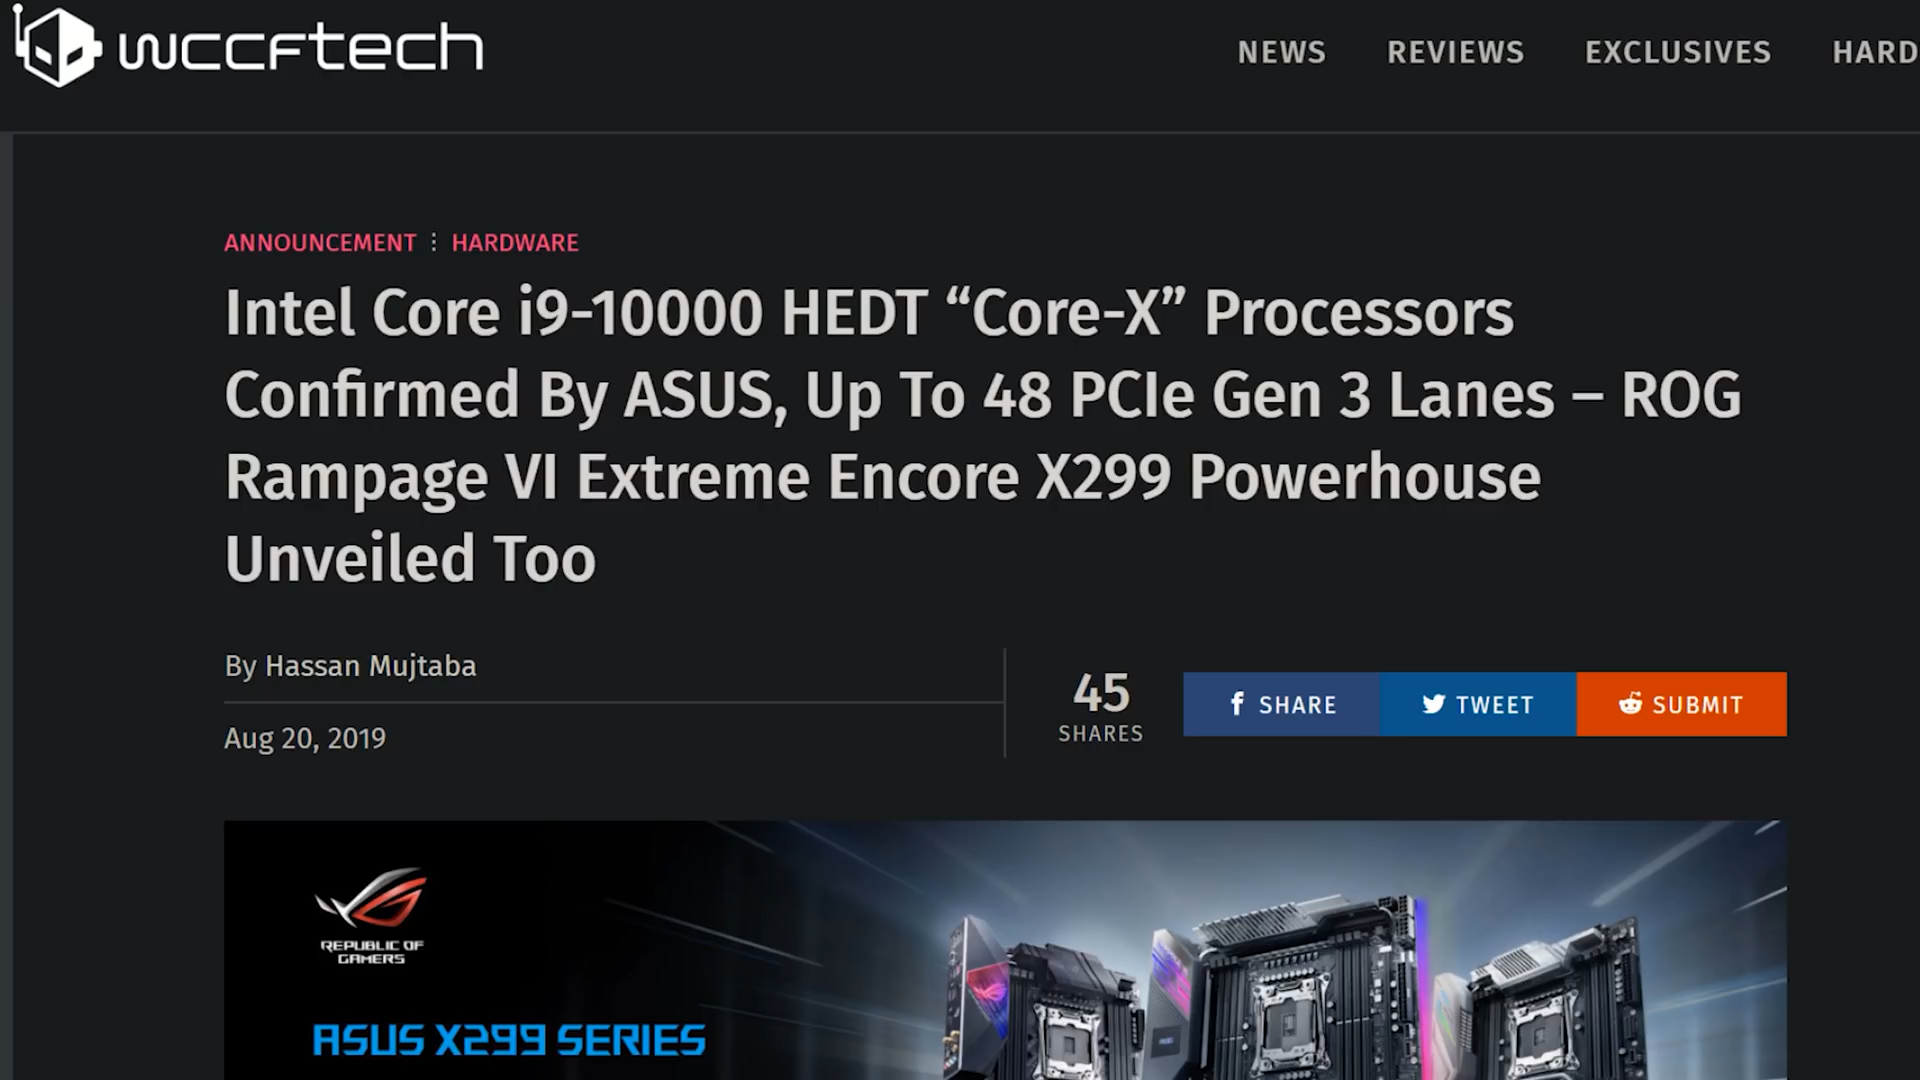 wccftech
NEWS REVIEWS EXCLUSIVES HARD
ANNOUNCEMENT ⋮ HARDWARE
Intel Core i9-10000 HEDT “Core-X” Processors
Confirmed By ASUS, Up To 48 PCIe Gen 3 Lanes – ROG
Rampage VI Extreme Encore X299 Powerhouse
Unveiled Too
By Hassan Mujtaba
Aug 20, 2019
45
SHARES
SHARE TWEET SUBMIT
REPUBLIC OF
GAMERS
ASUS X299 SERIES